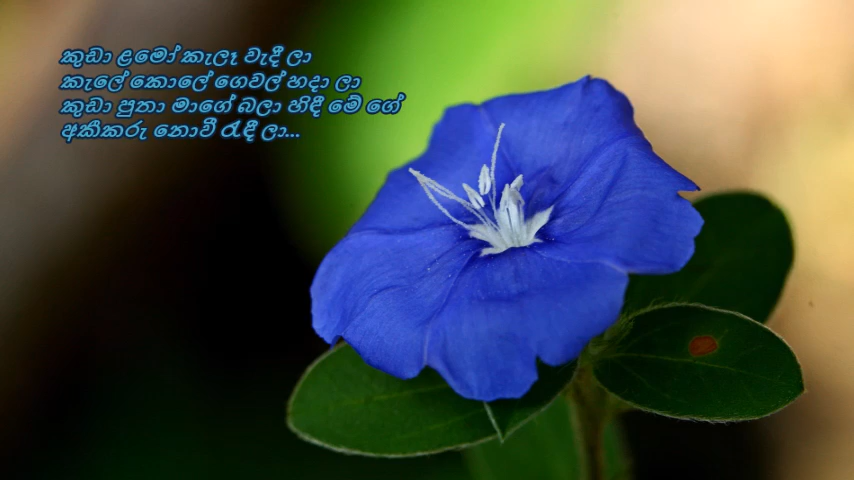 කුඩා ළමෝ කැලෑ වැදී ලා
කැලේ කොලේ ගෙවල් හදා ලා
කුඩා පුතා මාගේ බලා හිඳී මේ ගේ
අකීකරු නොවී රැඳී ලා...